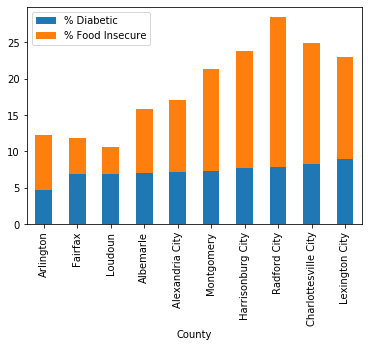 % Diabetic
% Food Insecure
25
20
15
10
5
0
Arlington
Fairfax
Loudoun
Albemarle
Alexandria City
Montgomery
Harrisonburg City
Radford City
Charlottesville City
Lexington City
County